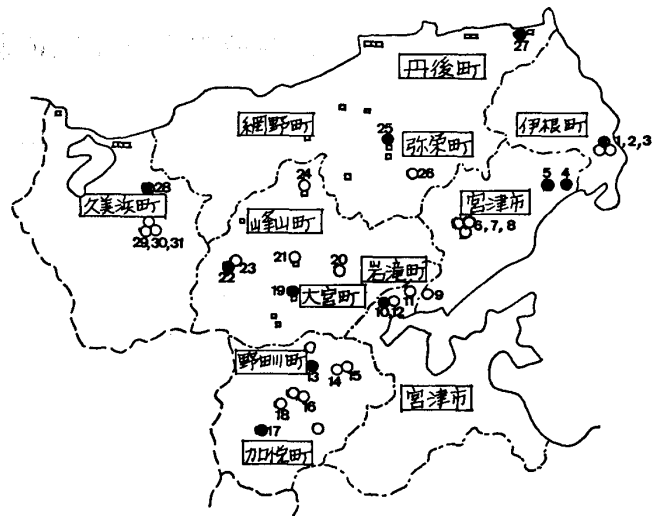 27
丹後町
網野町
伊根町
25
弥栄町
1,2,3
26
5 4
24
宮津市
28
久美浜町
峰山町
6,7,8
29,30,31
21
20
岩滝町
22 23
19
大宮町
11 9
10,12
野田川町
13
14 15
宮津市
18 16
17
加悦町